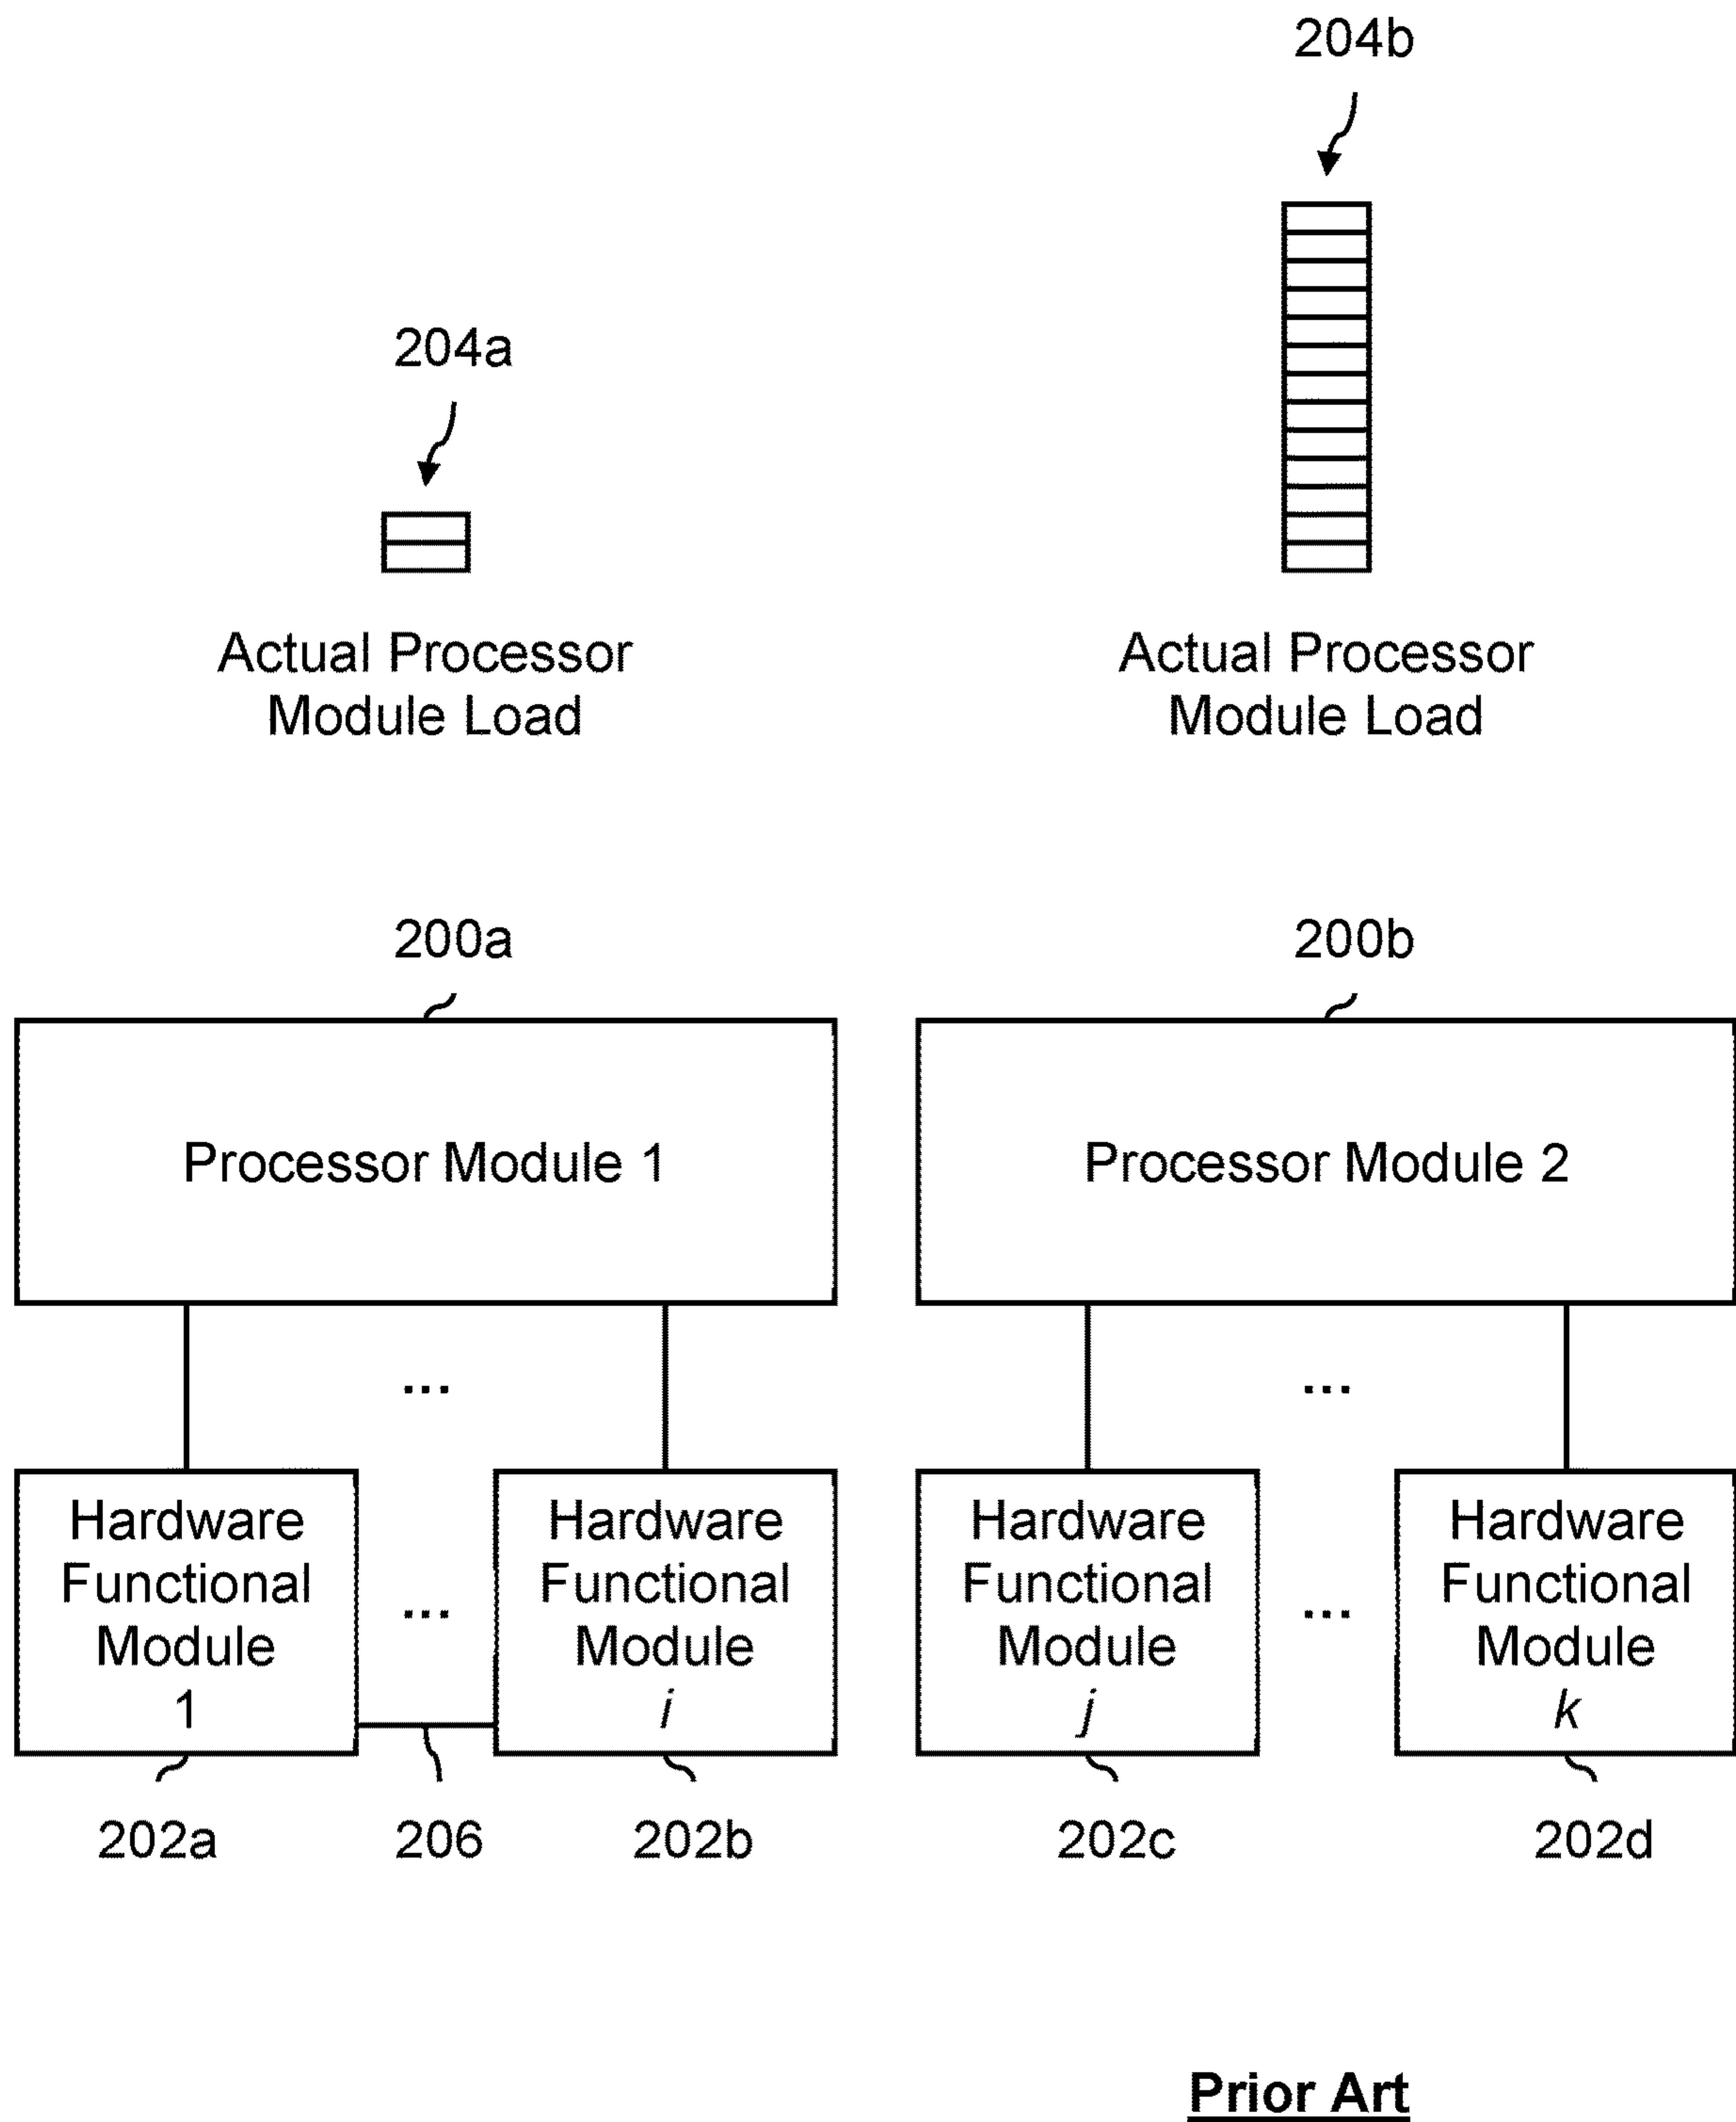 204b
204a
Actual Processor
Module Load
Actual Processor
Module Load
200a
200b
Processor Module 1
Processor Module 2
...
...
Hardware
Functional
Module
1
...
Hardware
Functional
Module
i
Hardware
Functional
Module
j
...
Hardware
Functional
Module
k
202a
206
202b
202c
202d
Prior Art